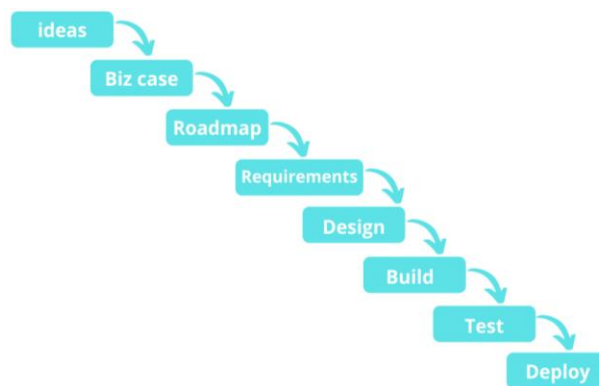 ideas
Biz case
Roadmap
Requirements
Design
Build
Test
Deploy